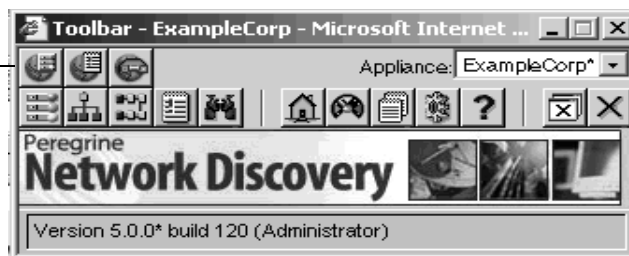 Toolbar - ExampleCorp - Microsoft Internet ...
Appliance: ExampleCorp*
?
Peregrine
Network Discovery
Version 5.0.0* build 120 (Administrator)